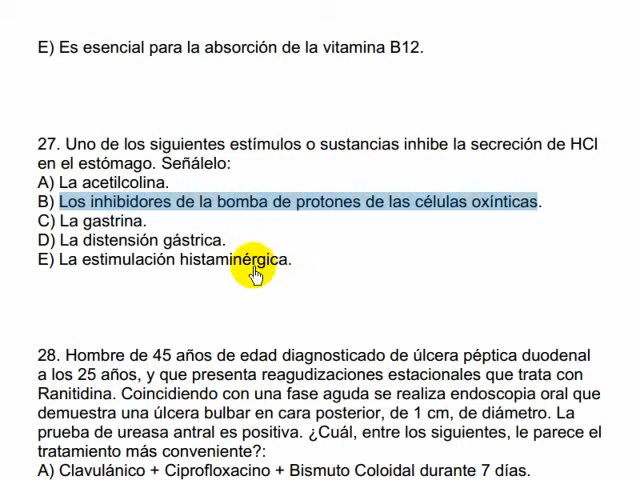 E) Es esencial para la absorción de la vitamina B12.
27. Uno de los siguientes estímulos o sustancias inhibe la secreción de HCl
en el estómago. Señálelo:
A) La acetilcolina.
B) Los inhibidores de la bomba de protones de las células oxínticas.
C) La gastrina.
D) La distensión gástrica.
E) La estimulación histaminérgica.
28. Hombre de 45 años de edad diagnosticado de úlcera péptica duodenal
a los 25 años, y que presenta reagudizaciones estacionales que trata con
Ranitidina. Coincidiendo con una fase aguda se realiza endoscopia oral que
demuestra una úlcera bulbar en cara posterior, de 1 cm, de diámetro. La
prueba de ureasa antral es positiva. ¿Cuál, entre los siguientes, le parece el
tratamiento más conveniente?:
A) Clavulánico + Ciprofloxacino + Bismuto Coloidal durante 7 días.